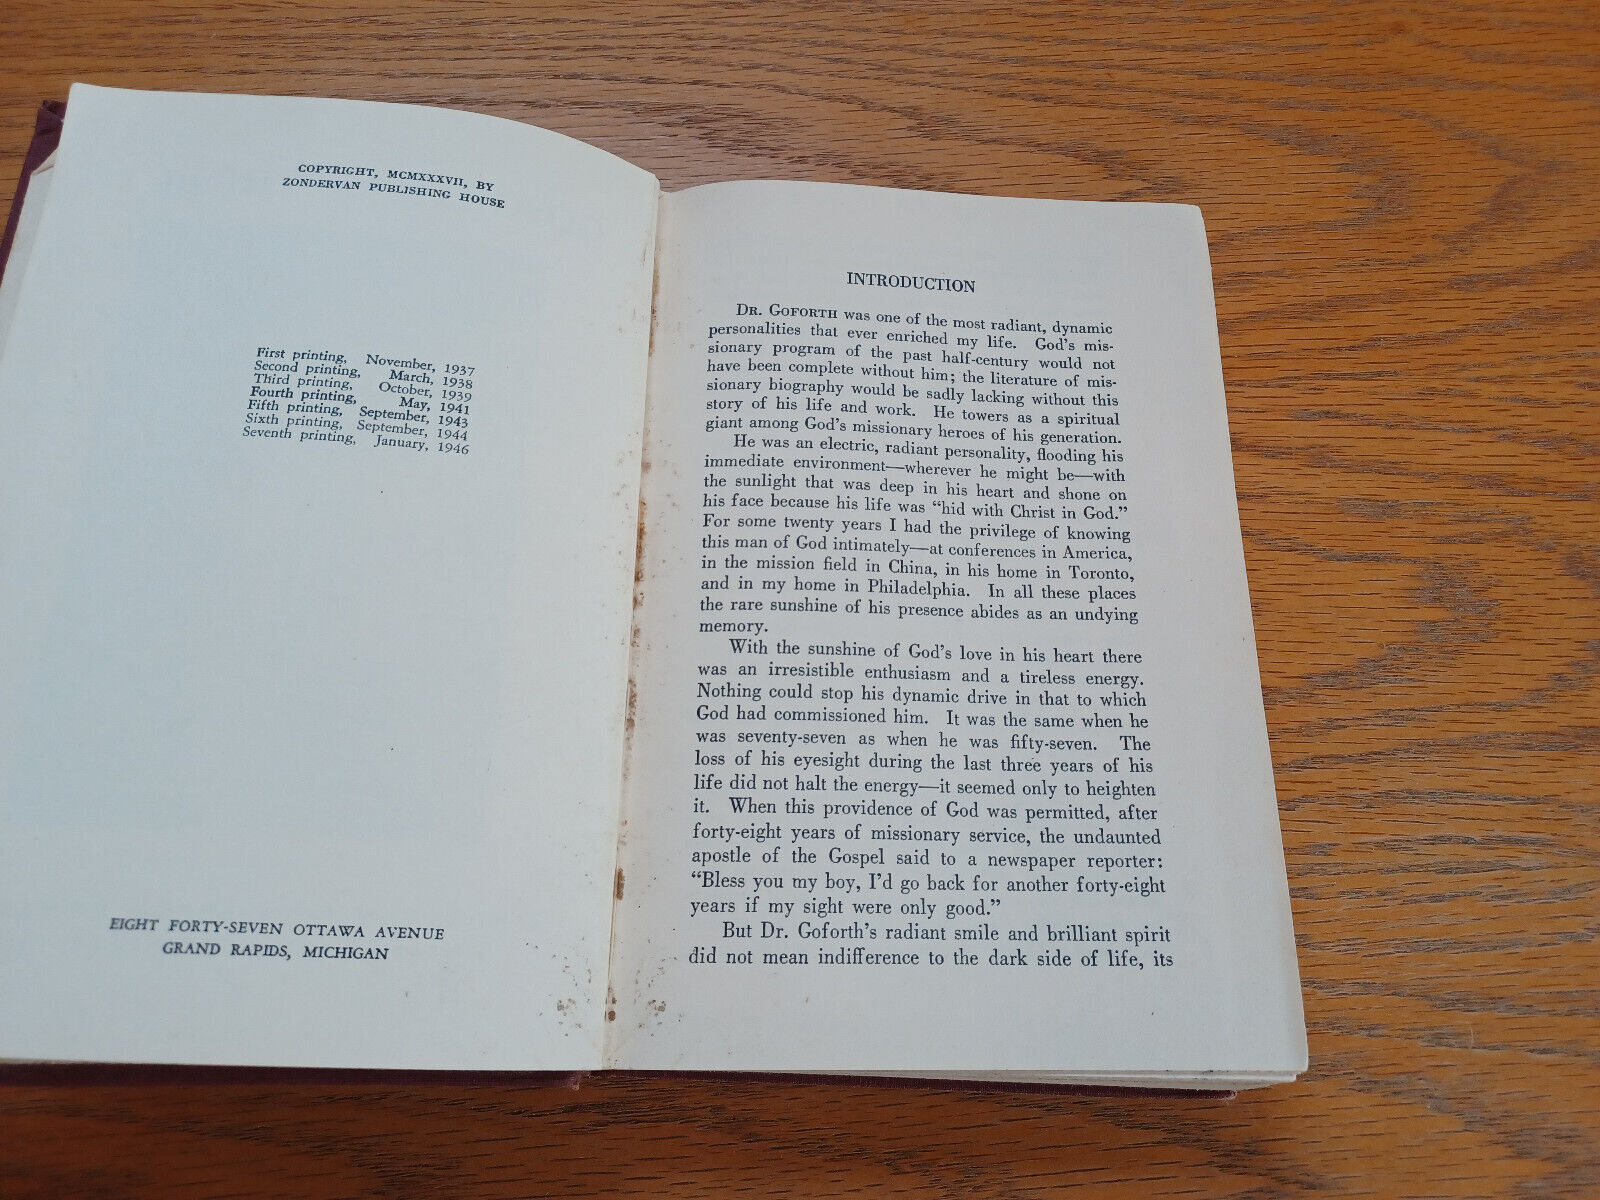 COPYRIGHT, MCMXXXVII, BY
ZONDERVAN PUBLISHING HOUSE
First printing, November, 1937
Second printing, March, 1938
Third printing, October, 1939
Fourth printing, May, 1941
Fifth printing, September, 1943
Sixth printing, September, 1944
Seventh printing, January, 1946
EIGHT FORTY-SEVEN OTTAWA AVENUE
GRAND RAPIDS, MICHIGAN
INTRODUCTION
DR. GOFORTH was one of the most radiant, dynamic
personalities that ever enriched my life. God's mis-
sionary program of the past half-century would not
have been complete without him; the literature of mis-
sionary biography would be sadly lacking without this
story of his life and work. He towers as a spiritual
giant among God's missionary heroes of his generation.
He was an electric, radiant personality, flooding his
immediate environment—wherever he might be—with
the sunlight that was deep in his heart and shone on
his face because his life was "hid with Christ in God."
For some twenty years I had the privilege of knowing
this man of God intimately—at conferences in America,
in the mission field in China, in his home in Toronto,
and in my home in Philadelphia. In all these places
the rare sunshine of his presence abides as an undying
memory.
With the sunshine of God's love in his heart there
was an irresistible enthusiasm and a tireless energy.
Nothing could stop his dynamic drive in that to which
God had commissioned him. It was the same when he
was seventy-seven as when he was fifty-seven. The
loss of his eyesight during the last three years of his
life did not halt the energy—it seemed only to heighten
it. When this providence of God was permitted, after
forty-eight years of missionary service, the undaunted
apostle of the Gospel said to a newspaper reporter:
"Bless you my boy, I'd go back for another forty-eight
years if my sight were only good."
But Dr. Goforth's radiant smile and brilliant spirit
did not mean indifference to the dark side of life, its